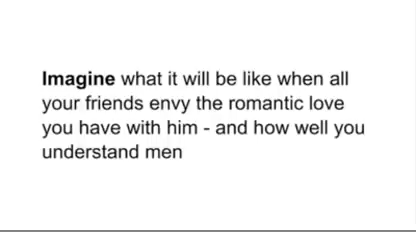 Imagine what it will be like when all
your friends envy the romantic love
you have with him - and how well you
understand men